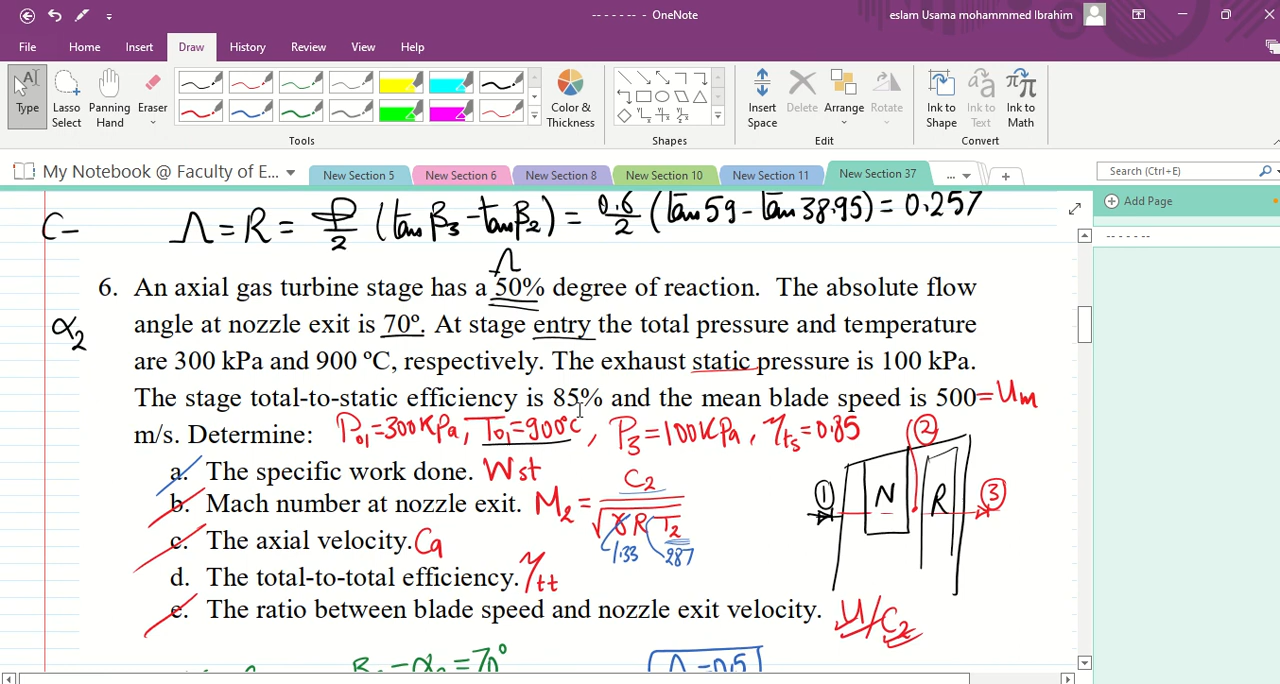 - - - - - - - OneNote
eslam Usama mohammmed Ibrahim
File Home Insert Draw History Review View Help
Type
Lasso Select
Panning Hand
Eraser
Color & Thickness
Insert Space
Delete
Arrange
Rotate
Ink to Shape
Ink to Text
Ink to Math
Tools Shapes Edit Convert
My Notebook @ Faculty of E...
New Section 5 New Section 6 New Section 8 New Section 10 New Section 11 New Section 37 ...
Search (Ctrl+E)
Add Page
- - - - - -
C- Λ = R = φ/2 (tan β3 - tan β2) = 0.6/2 (tan 59 - tan 38.95) = 0.257
Λ
6. An axial gas turbine stage has a 50% degree of reaction. The absolute flow
α2 angle at nozzle exit is 70º. At stage entry the total pressure and temperature
are 300 kPa and 900 ºC, respectively. The exhaust static pressure is 100 kPa.
The stage total-to-static efficiency is 85% and the mean blade speed is 500 = Um
m/s. Determine: Po1=300KPa, To1=900°C, P3=100KPa, ηts=0.85
a. The specific work done. Wst
b. Mach number at nozzle exit. M2 = C2/√γRT2
1.33 287
c. The axial velocity. Ca
d. The total-to-total efficiency. ηtt
e. The ratio between blade speed and nozzle exit velocity. U/C2
1 N 2 R 3
α2 = 70°
Λ = 0.5